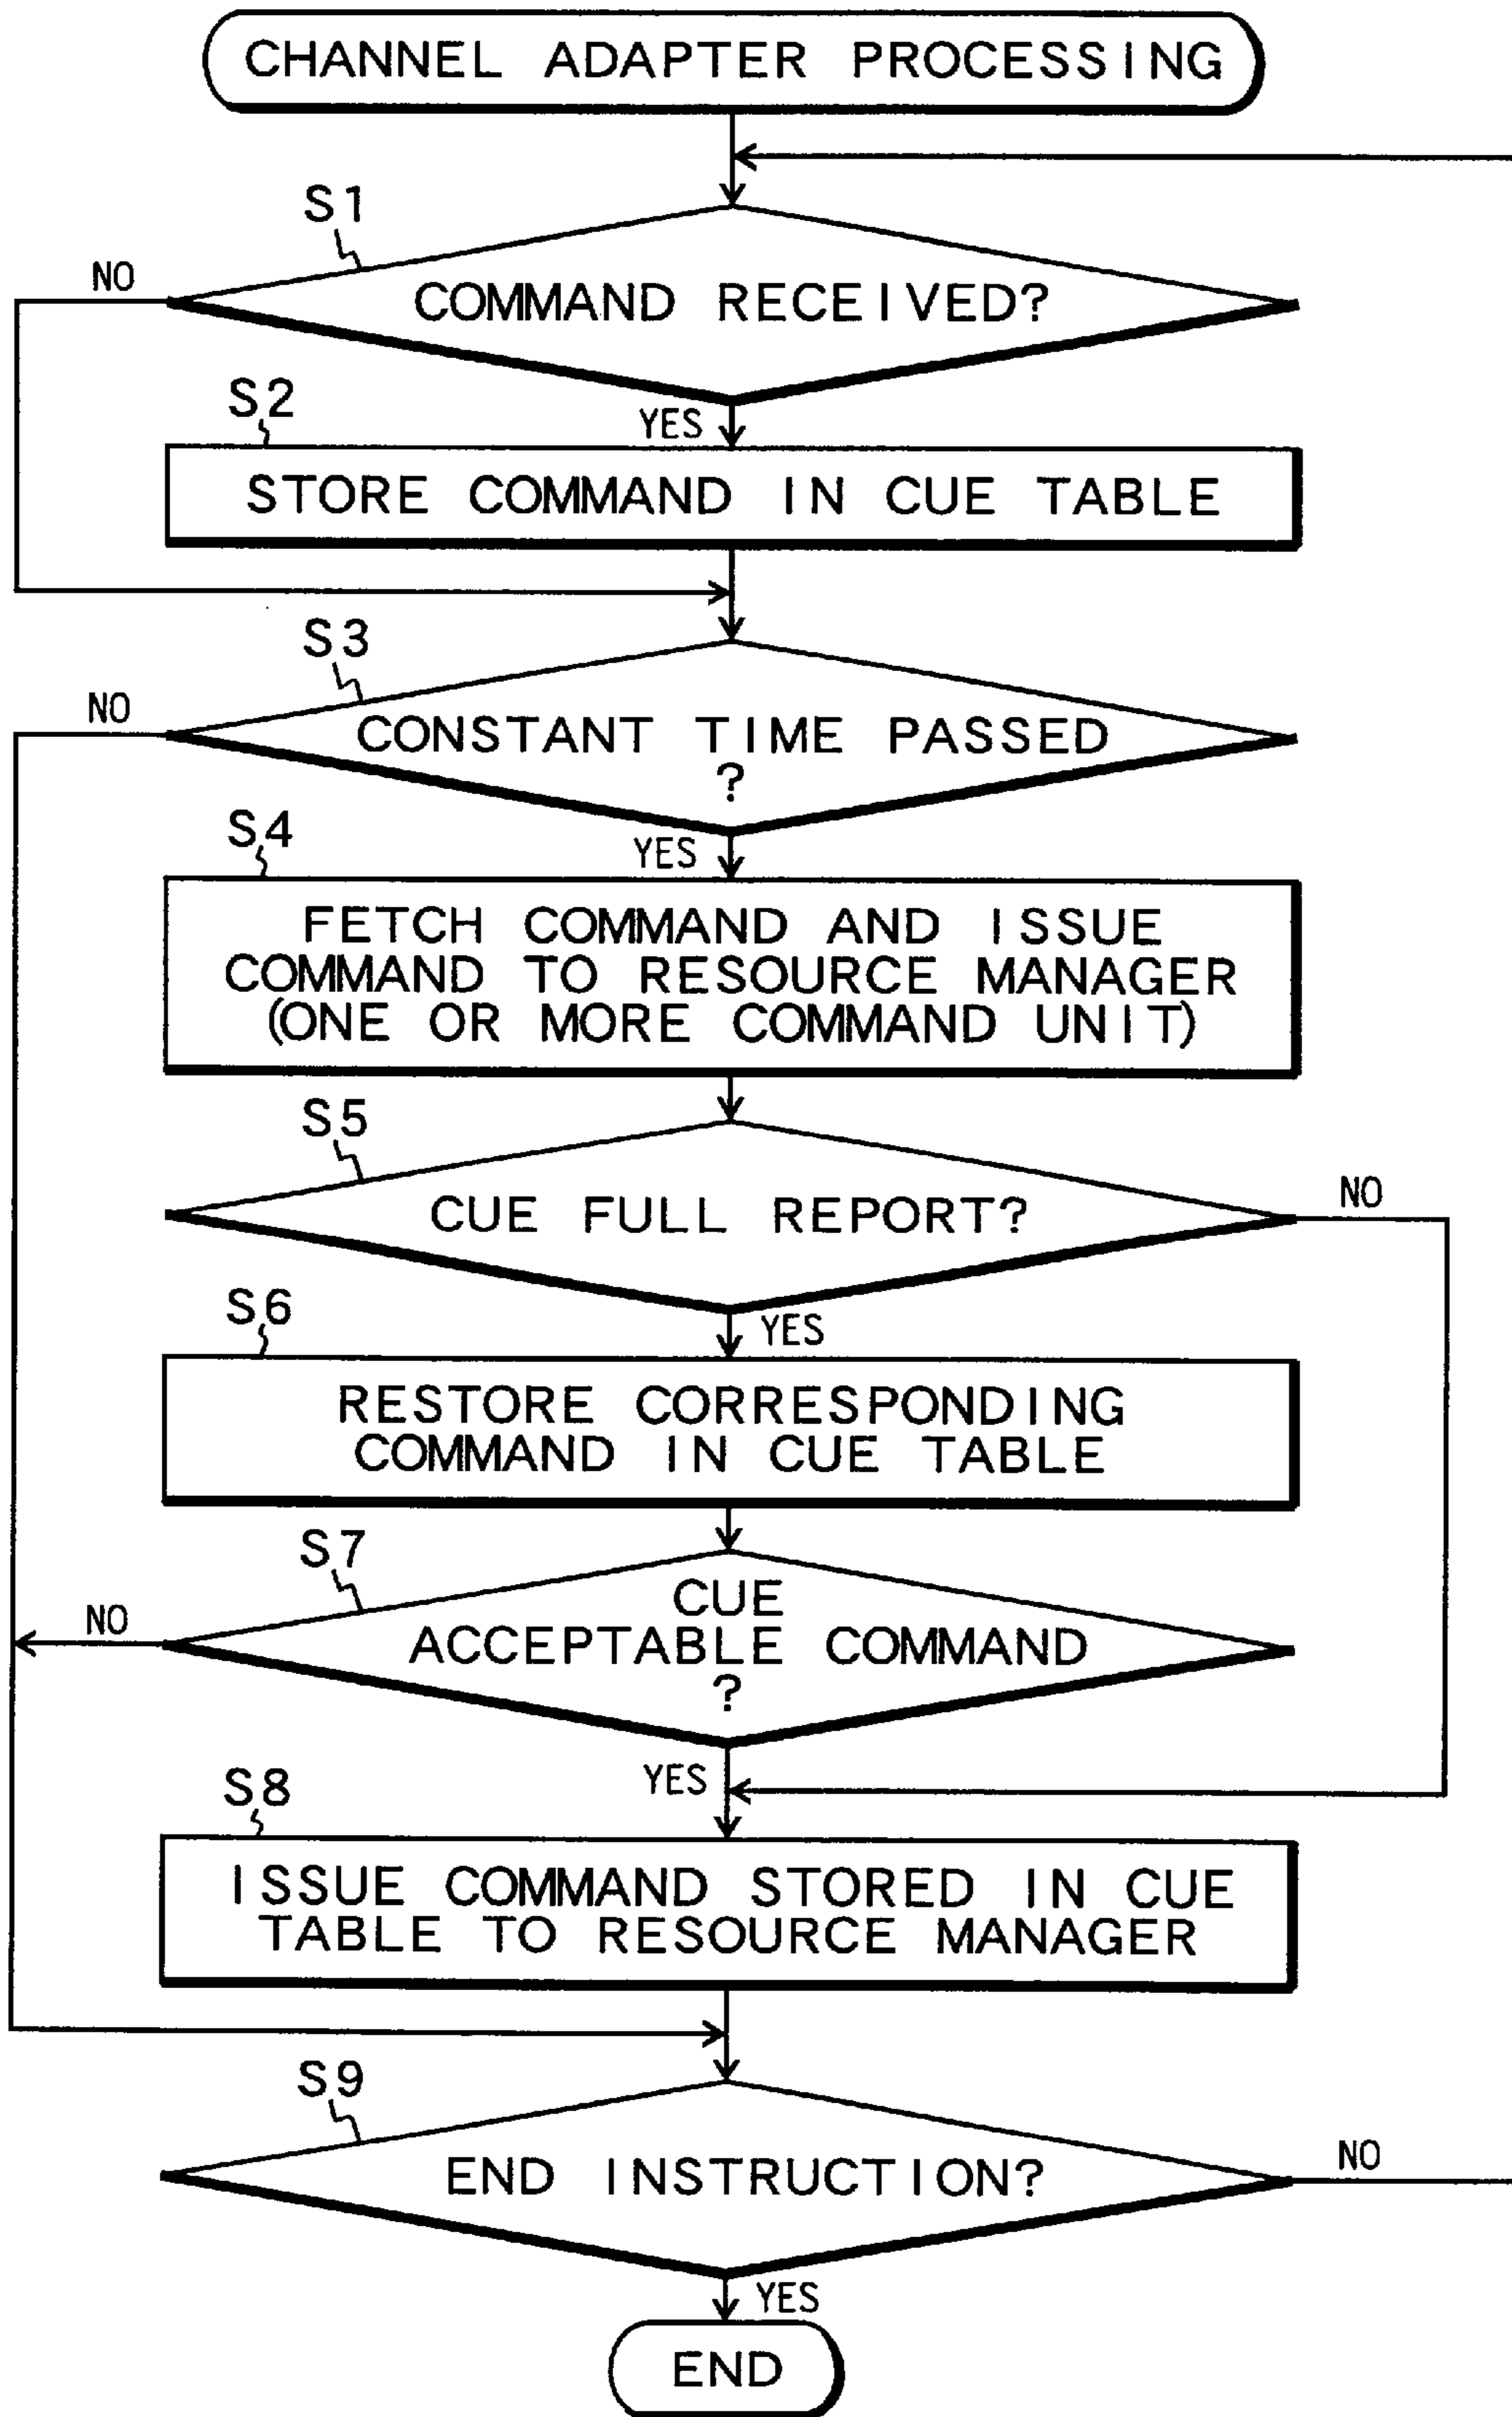 CHANNEL ADAPTER PROCESSING
S1
NO
COMMAND RECEIVED?
S2
YES
STORE COMMAND IN CUE TABLE
S3
NO
CONSTANT TIME PASSED
?
S4
YES
FETCH COMMAND AND ISSUE
COMMAND TO RESOURCE MANAGER
(ONE OR MORE COMMAND UNIT)
S5
NO
CUE FULL REPORT?
S6
YES
RESTORE CORRESPONDING
COMMAND IN CUE TABLE
S7
NO
CUE
ACCEPTABLE COMMAND
?
YES
S8
ISSUE COMMAND STORED IN CUE
TABLE TO RESOURCE MANAGER
S9
NO
END INSTRUCTION?
YES
END